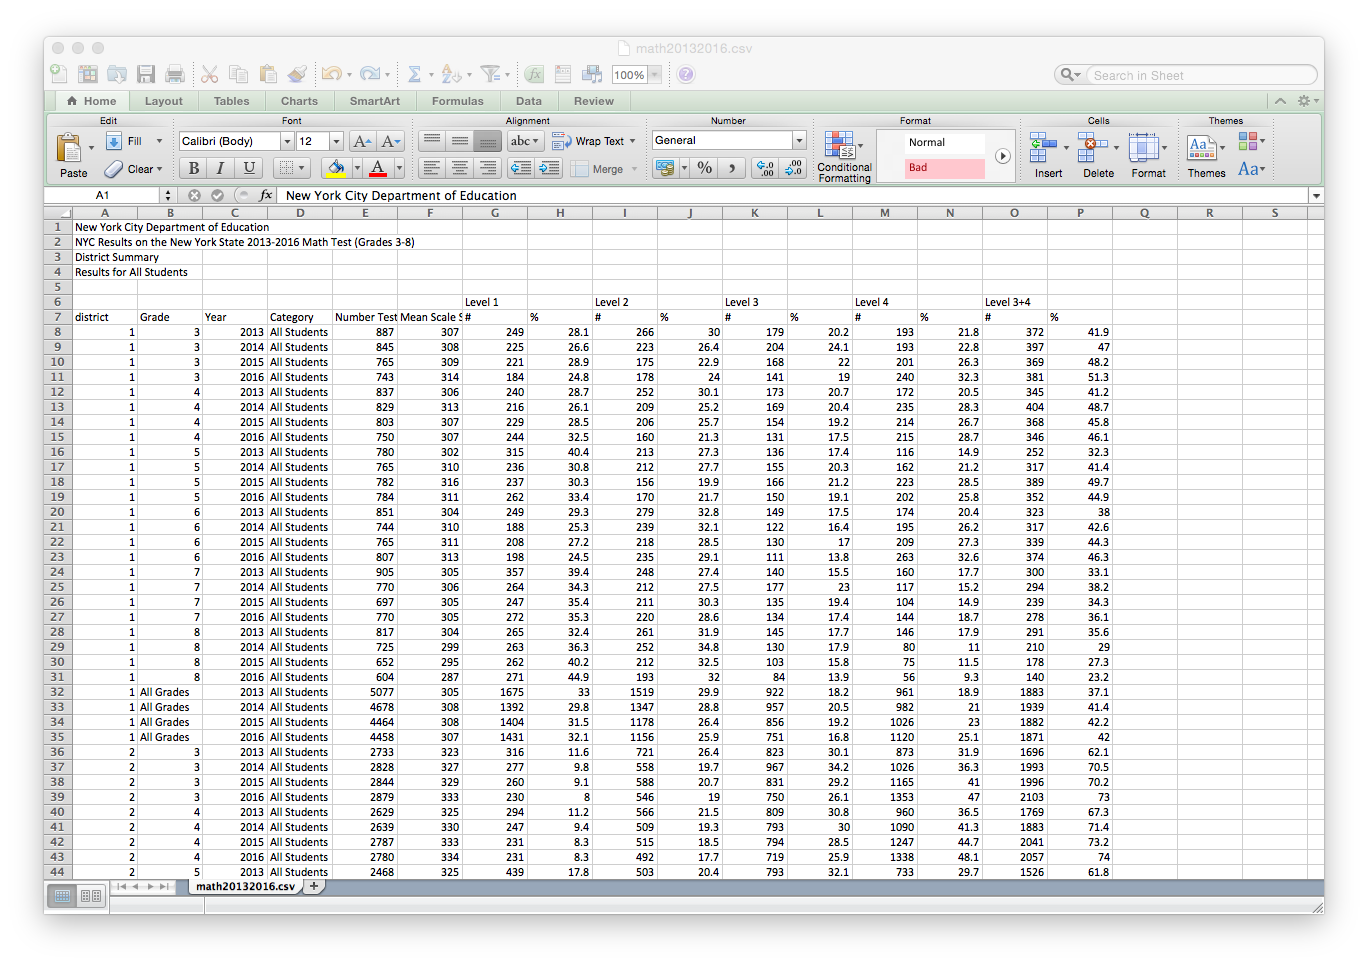 math20132016.csv
100%
Search in Sheet
Home Layout Tables Charts SmartArt Formulas Data Review
Edit Font Alignment Number Format Cells Themes
Fill Calibri (Body) 12 A A abc Wrap Text General Normal
Paste Clear B I U A Merge % , .0 .00 .00 .0 Conditional Formatting Bad Insert Delete Format Themes Aa Aa
A1 fx New York City Department of Education
A B C D E F G H I J K L M N O P Q R S
1 New York City Department of Education
2 NYC Results on the New York State 2013-2016 Math Test (Grades 3-8)
3 District Summary
4 Results for All Students
5
6 Level 1 Level 2 Level 3 Level 4 Level 3+4
7 district Grade Year Category Number Test Mean Scale S # % # % # % # % # %
8 1 3 2013 All Students 887 307 249 28.1 266 30 179 20.2 193 21.8 372 41.9
9 1 3 2014 All Students 845 308 225 26.6 223 26.4 204 24.1 193 22.8 397 47
10 1 3 2015 All Students 765 309 221 28.9 175 22.9 168 22 201 26.3 369 48.2
11 1 3 2016 All Students 743 314 184 24.8 178 24 141 19 240 32.3 381 51.3
12 1 4 2013 All Students 837 306 240 28.7 252 30.1 173 20.7 172 20.5 345 41.2
13 1 4 2014 All Students 829 313 216 26.1 209 25.2 169 20.4 235 28.3 404 48.7
14 1 4 2015 All Students 803 307 229 28.5 206 25.7 154 19.2 214 26.7 368 45.8
15 1 4 2016 All Students 750 307 244 32.5 160 21.3 131 17.5 215 28.7 346 46.1
16 1 5 2013 All Students 780 302 315 40.4 213 27.3 136 17.4 116 14.9 252 32.3
17 1 5 2014 All Students 765 310 236 30.8 212 27.7 155 20.3 162 21.2 317 41.4
18 1 5 2015 All Students 782 316 237 30.3 156 19.9 166 21.2 223 28.5 389 49.7
19 1 5 2016 All Students 784 311 262 33.4 170 21.7 150 19.1 202 25.8 352 44.9
20 1 6 2013 All Students 851 304 249 29.3 279 32.8 149 17.5 174 20.4 323 38
21 1 6 2014 All Students 744 310 188 25.3 239 32.1 122 16.4 195 26.2 317 42.6
22 1 6 2015 All Students 765 311 208 27.2 218 28.5 130 17 209 27.3 339 44.3
23 1 6 2016 All Students 807 313 198 24.5 235 29.1 111 13.8 263 32.6 374 46.3
24 1 7 2013 All Students 905 305 357 39.4 248 27.4 140 15.5 160 17.7 300 33.1
25 1 7 2014 All Students 770 306 264 34.3 212 27.5 177 23 117 15.2 294 38.2
26 1 7 2015 All Students 697 305 247 35.4 211 30.3 135 19.4 104 14.9 239 34.3
27 1 7 2016 All Students 770 305 272 35.3 220 28.6 134 17.4 144 18.7 278 36.1
28 1 8 2013 All Students 817 304 265 32.4 261 31.9 145 17.7 146 17.9 291 35.6
29 1 8 2014 All Students 725 299 263 36.3 252 34.8 130 17.9 80 11 210 29
30 1 8 2015 All Students 652 295 262 40.2 212 32.5 103 15.8 75 11.5 178 27.3
31 1 8 2016 All Students 604 287 271 44.9 193 32 84 13.9 56 9.3 140 23.2
32 1 All Grades 2013 All Students 5077 305 1675 33 1519 29.9 922 18.2 961 18.9 1883 37.1
33 1 All Grades 2014 All Students 4678 308 1392 29.8 1347 28.8 957 20.5 982 21 1939 41.4
34 1 All Grades 2015 All Students 4464 308 1404 31.5 1178 26.4 856 19.2 1026 23 1882 42.2
35 1 All Grades 2016 All Students 4458 307 1431 32.1 1156 25.9 751 16.8 1120 25.1 1871 42
36 2 3 2013 All Students 2733 323 316 11.6 721 26.4 823 30.1 873 31.9 1696 62.1
37 2 3 2014 All Students 2828 327 277 9.8 558 19.7 967 34.2 1026 36.3 1993 70.5
38 2 3 2015 All Students 2844 329 260 9.1 588 20.7 831 29.2 1165 41 1996 70.2
39 2 3 2016 All Students 2879 333 230 8 546 19 750 26.1 1353 47 2103 73
40 2 4 2013 All Students 2629 325 294 11.2 566 21.5 809 30.8 960 36.5 1769 67.3
41 2 4 2014 All Students 2639 330 247 9.4 509 19.3 793 30 1090 41.3 1883 71.4
42 2 4 2015 All Students 2787 333 231 8.3 515 18.5 794 28.5 1247 44.7 2041 73.2
43 2 4 2016 All Students 2780 334 231 8.3 492 17.7 719 25.9 1338 48.1 2057 74
44 2 5 2013 All Students 2468 325 439 17.8 503 20.4 793 32.1 733 29.7 1526 61.8
math20132016.csv